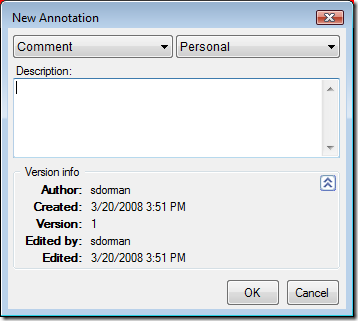 New Annotation
Comment Personal
Description:
Version info
Author: sdorman
Created: 3/20/2008 3:51 PM
Version: 1
Edited by: sdorman
Edited: 3/20/2008 3:51 PM
OK Cancel